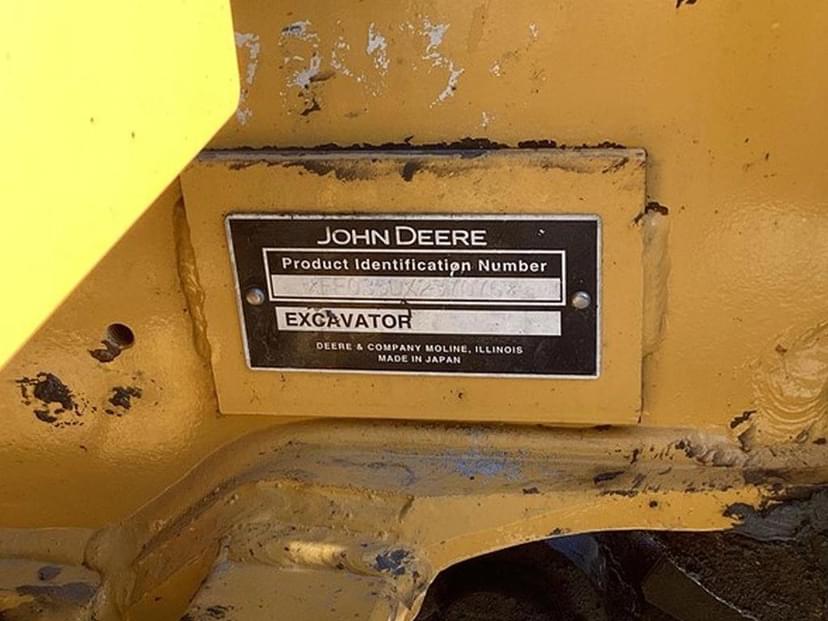 JOHN DEERE
Product Identification Number
EXCAVATOR
DEERE & COMPANY MOLINE, ILLINOIS
MADE IN JAPAN